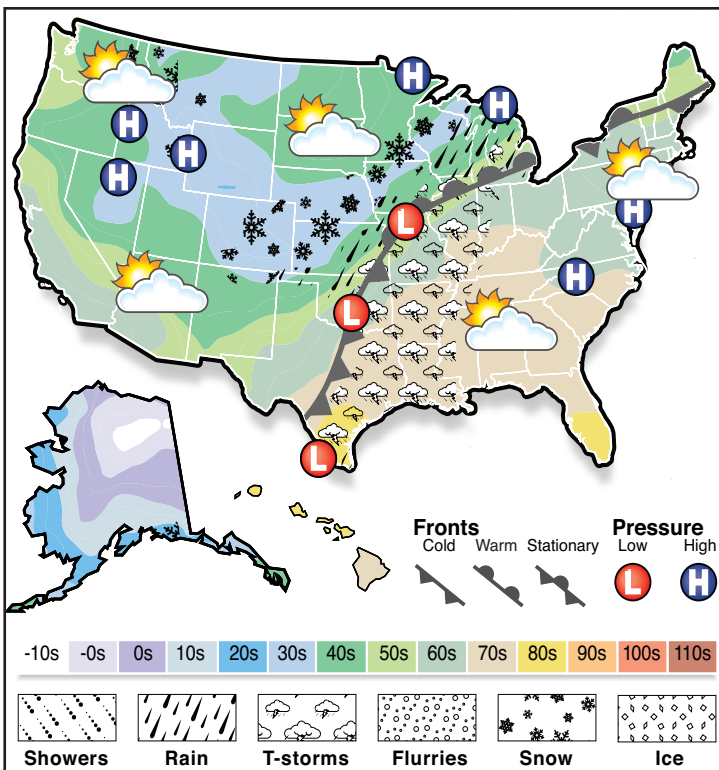 H
H
H
H
H
H
H
L
L
L
Fronts
Cold Warm Stationary
Pressure
Low High
L H
-10s -0s 0s 10s 20s 30s 40s 50s 60s 70s 80s 90s 100s 110s
Showers Rain T-storms Flurries Snow Ice